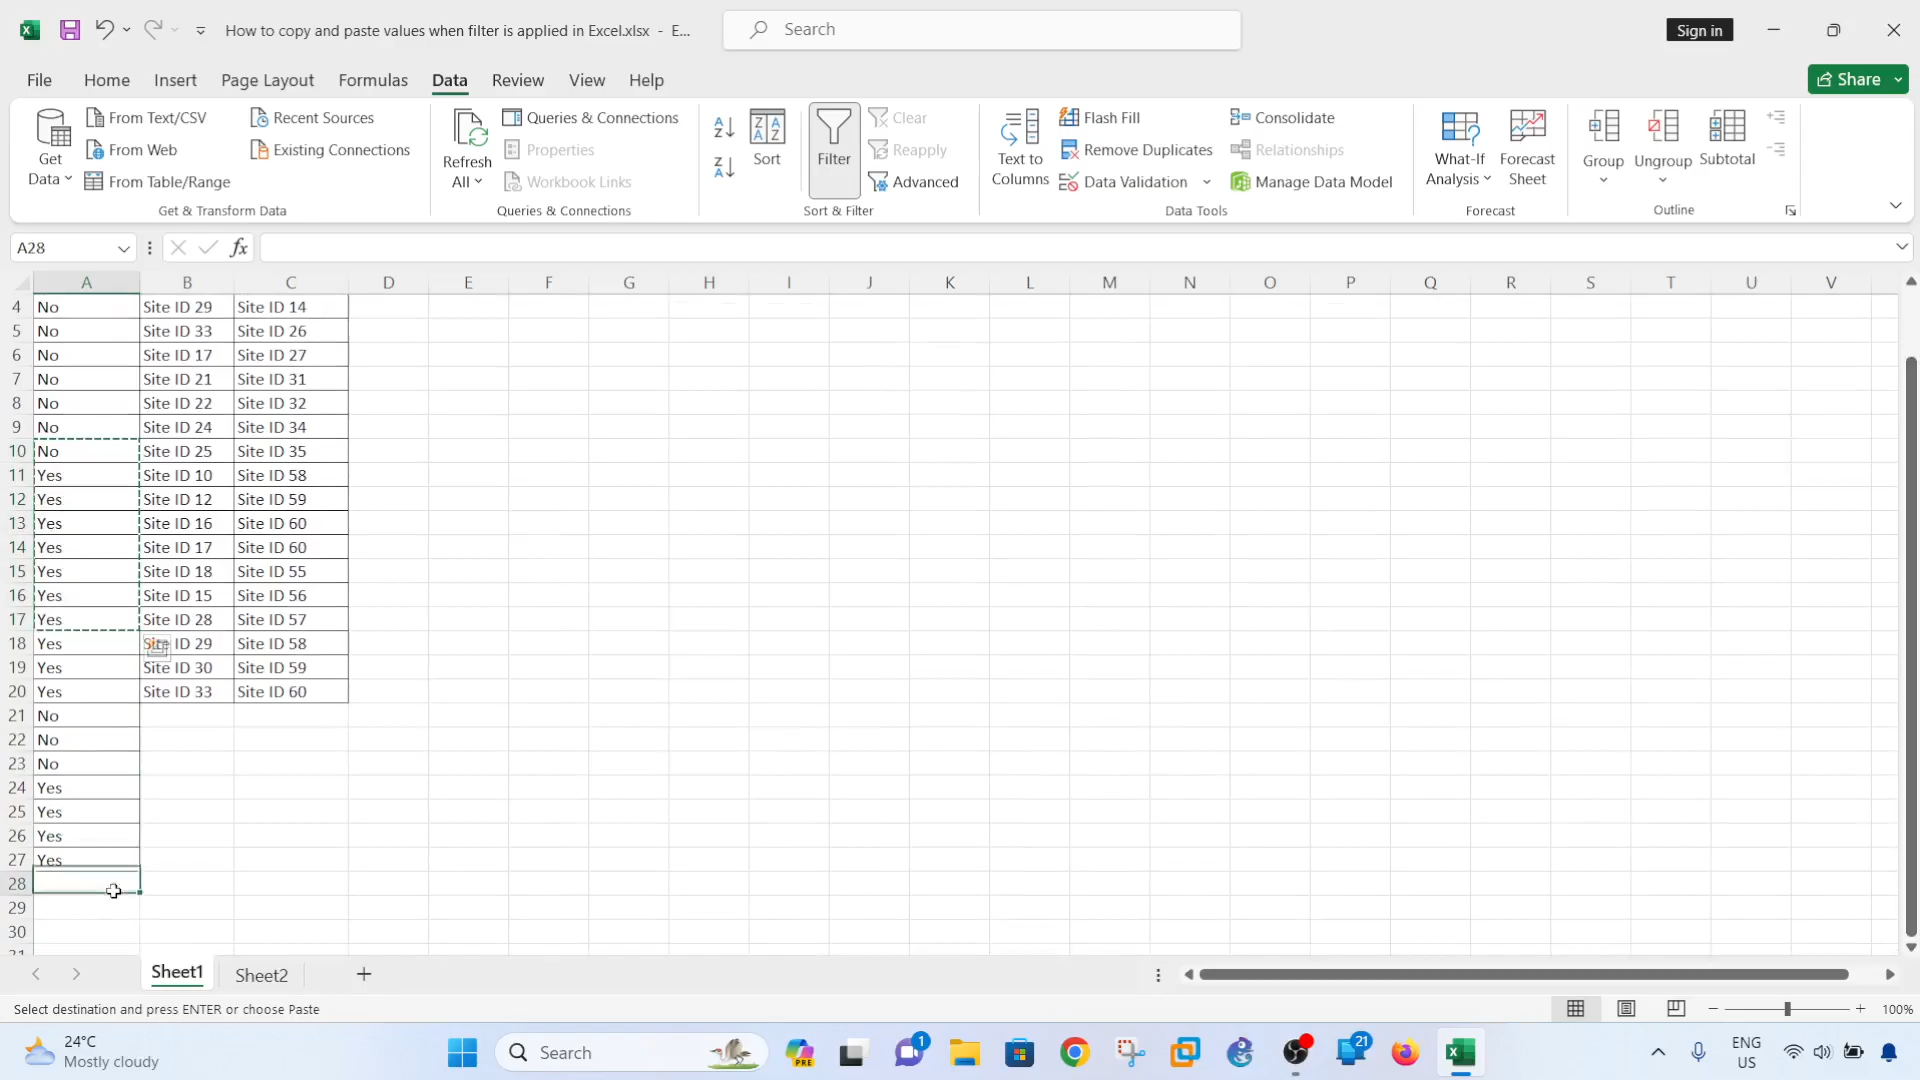 How to copy and paste values when filter is applied in Excel.xlsx - E...
Search
Sign in
File Home Insert Page Layout Formulas Data Review View Help
Share
Get Data
From Text/CSV
From Web
From Table/Range
Recent Sources
Existing Connections
Get & Transform Data
Refresh All
Queries & Connections
Properties
Workbook Links
Queries & Connections
Sort
Filter
Clear
Reapply
Advanced
Sort & Filter
Text to Columns
Flash Fill
Remove Duplicates
Data Validation
Consolidate
Relationships
Manage Data Model
Data Tools
What-If Analysis
Forecast Sheet
Forecast
Group
Ungroup
Subtotal
Outline
A28
fx
A B C D E F G H I J K L M N O P Q R S T U V
4 No Site ID 29 Site ID 14
5 No Site ID 33 Site ID 26
6 No Site ID 17 Site ID 27
7 No Site ID 21 Site ID 31
8 No Site ID 22 Site ID 32
9 No Site ID 24 Site ID 34
10 No Site ID 25 Site ID 35
11 Yes Site ID 10 Site ID 58
12 Yes Site ID 12 Site ID 59
13 Yes Site ID 16 Site ID 60
14 Yes Site ID 17 Site ID 60
15 Yes Site ID 18 Site ID 55
16 Yes Site ID 15 Site ID 56
17 Yes Site ID 28 Site ID 57
18 Yes Site ID 29 Site ID 58
19 Yes Site ID 30 Site ID 59
20 Yes Site ID 33 Site ID 60
21 No
22 No
23 No
24 Yes
25 Yes
26 Yes
27 Yes
28
29
30
31
Sheet1 Sheet2
Select destination and press ENTER or choose Paste
100%
24°C
Mostly cloudy
Search
PRE
1
21
ENG
US